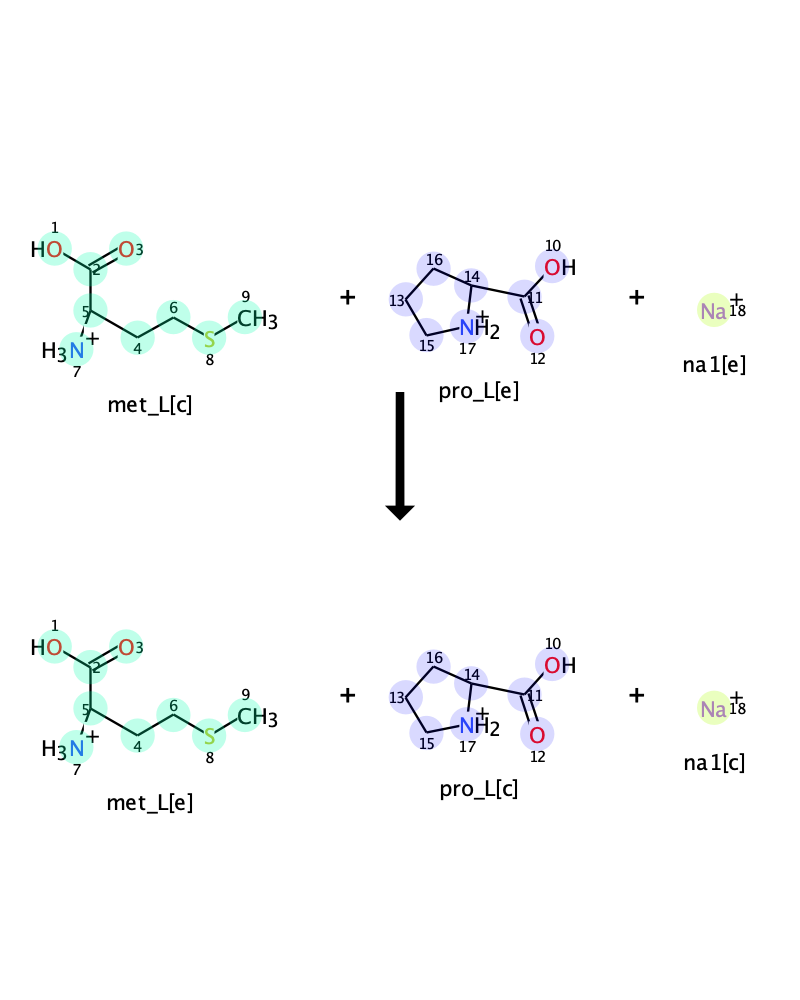 1
HO O3
2
5
H3N+
7
4
6
S
8
9
CH3
met_L[c]
+
16
14
13
15
NH2+
17
10
OH
11
O
12
pro_L[e]
+
Na+
18
na1[e]
1
HO O3
2
5
H3N+
7
4
6
S
8
9
CH3
met_L[e]
+
16
14
13
15
NH2+
17
10
OH
11
O
12
pro_L[c]
+
Na+
18
na1[c]